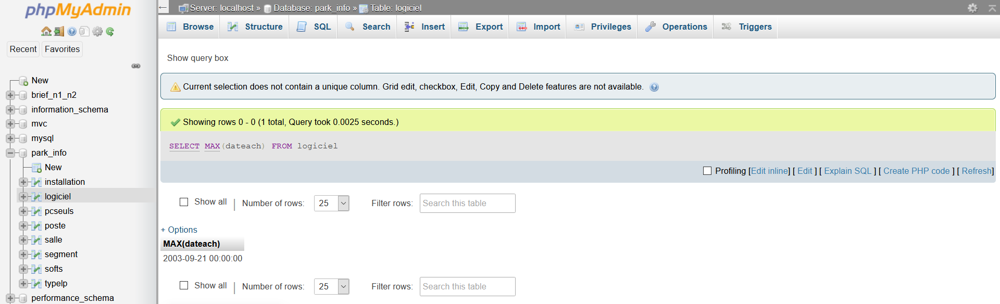 phpMyAdmin
Recent Favorites
New
brief_n1_n2
information_schema
mvc
mysql
park_info
New
installation
logiciel
pcseuls
poste
salle
segment
softs
typelp
performance_schema
Server: localhost » Database: park_info » Table: logiciel
Browse Structure SQL Search Insert Export Import Privileges Operations Triggers
Show query box
Current selection does not contain a unique column. Grid edit, checkbox, Edit, Copy and Delete features are not available.
Showing rows 0 - 0 (1 total, Query took 0.0025 seconds.)
SELECT MAX(dateach) FROM logiciel
Profiling [Edit inline] [ Edit ] [ Explain SQL ] [ Create PHP code ] [ Refresh]
Show all | Number of rows: 25 Filter rows: Search this table
+ Options
MAX(dateach)
2003-09-21 00:00:00
Show all | Number of rows: 25 Filter rows: Search this table